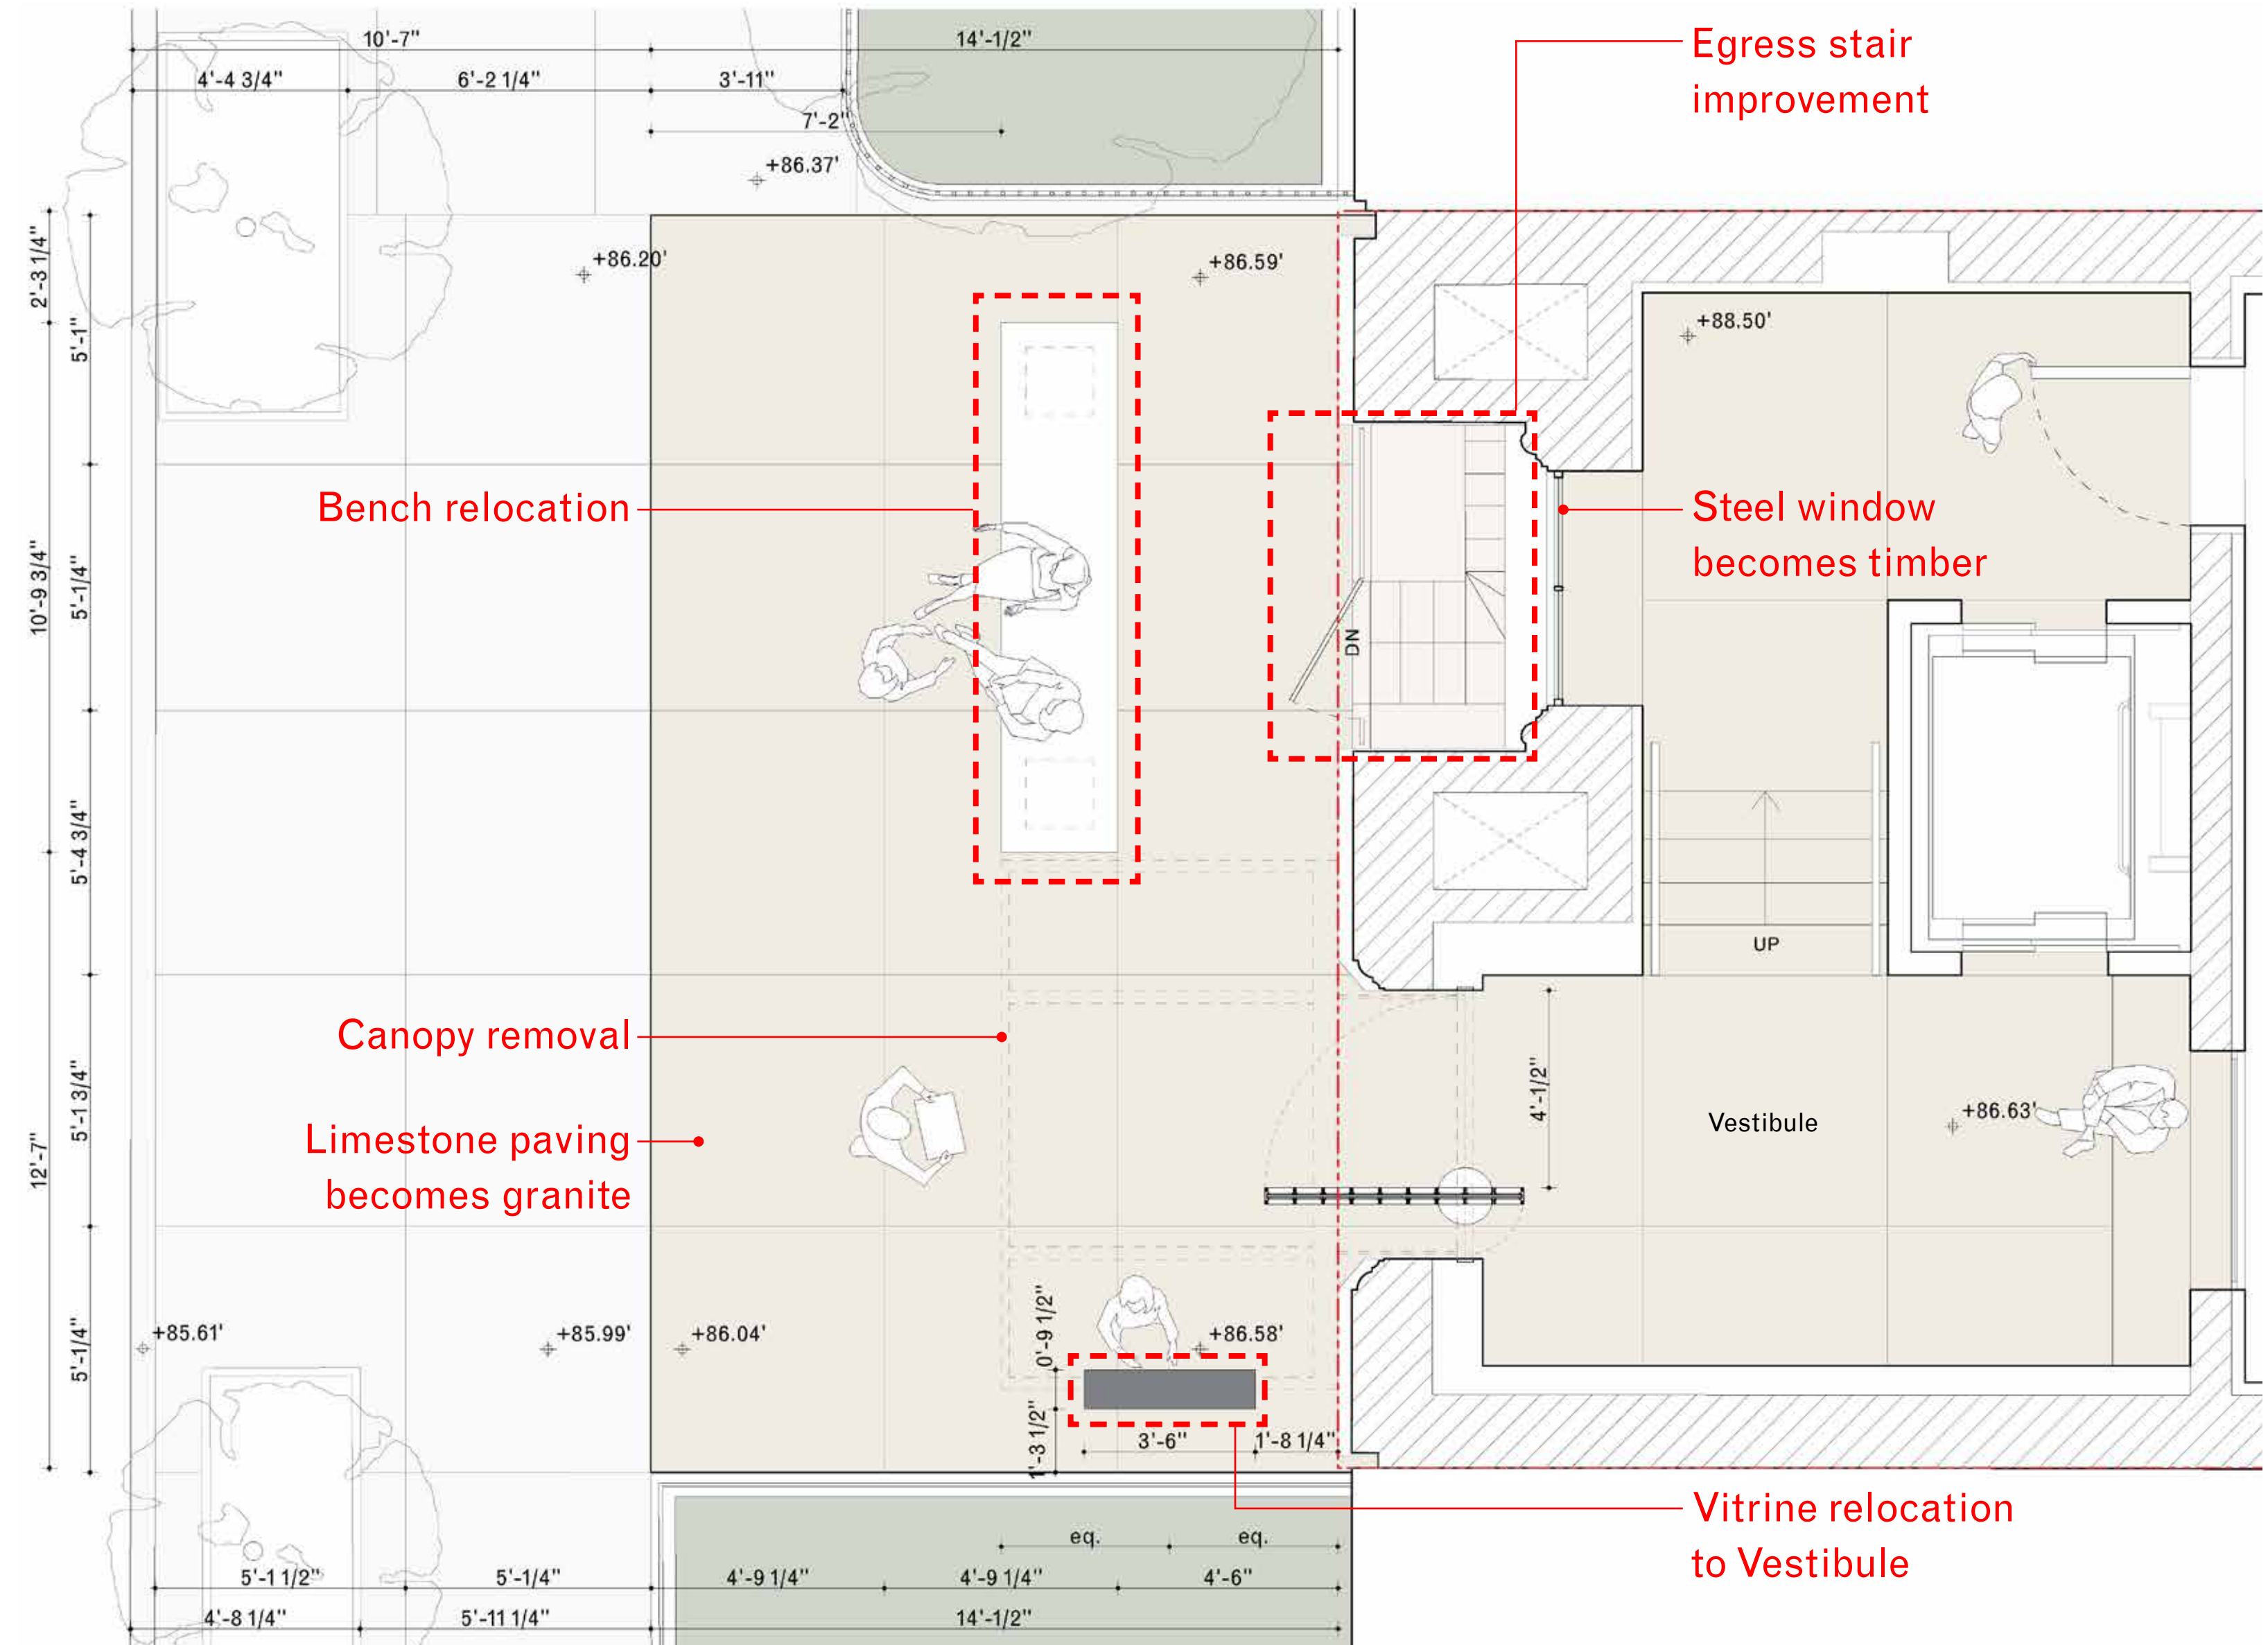 10'-7"
14'-1/2"
4'-4 3/4"
6'-2 1/4"
3'-11"
7'-2"
+86.37'
Egress stair
improvement
2'-3 1/4"
+86.20'
+86.59'
+88.50'
5'-1"
Bench relocation
Steel window
becomes timber
10'-9 3/4"
5'-1/4"
DN
5'-4 3/4"
UP
Canopy removal
5'-1 3/4"
4'-1/2"
12'-7"
Limestone paving
becomes granite
Vestibule
+86.63'
5'-1/4"
+85.61'
+85.99'
+86.04'
0'-9 1/2"
+86.58'
1'-3 1/2"
3'-6"
1'-8 1/4"
Vitrine relocation
to Vestibule
eq.
eq.
5'-1 1/2"
5'-1/4"
4'-9 1/4"
4'-9 1/4"
4'-6"
4'-8 1/4"
5'-11 1/4"
14'-1/2"